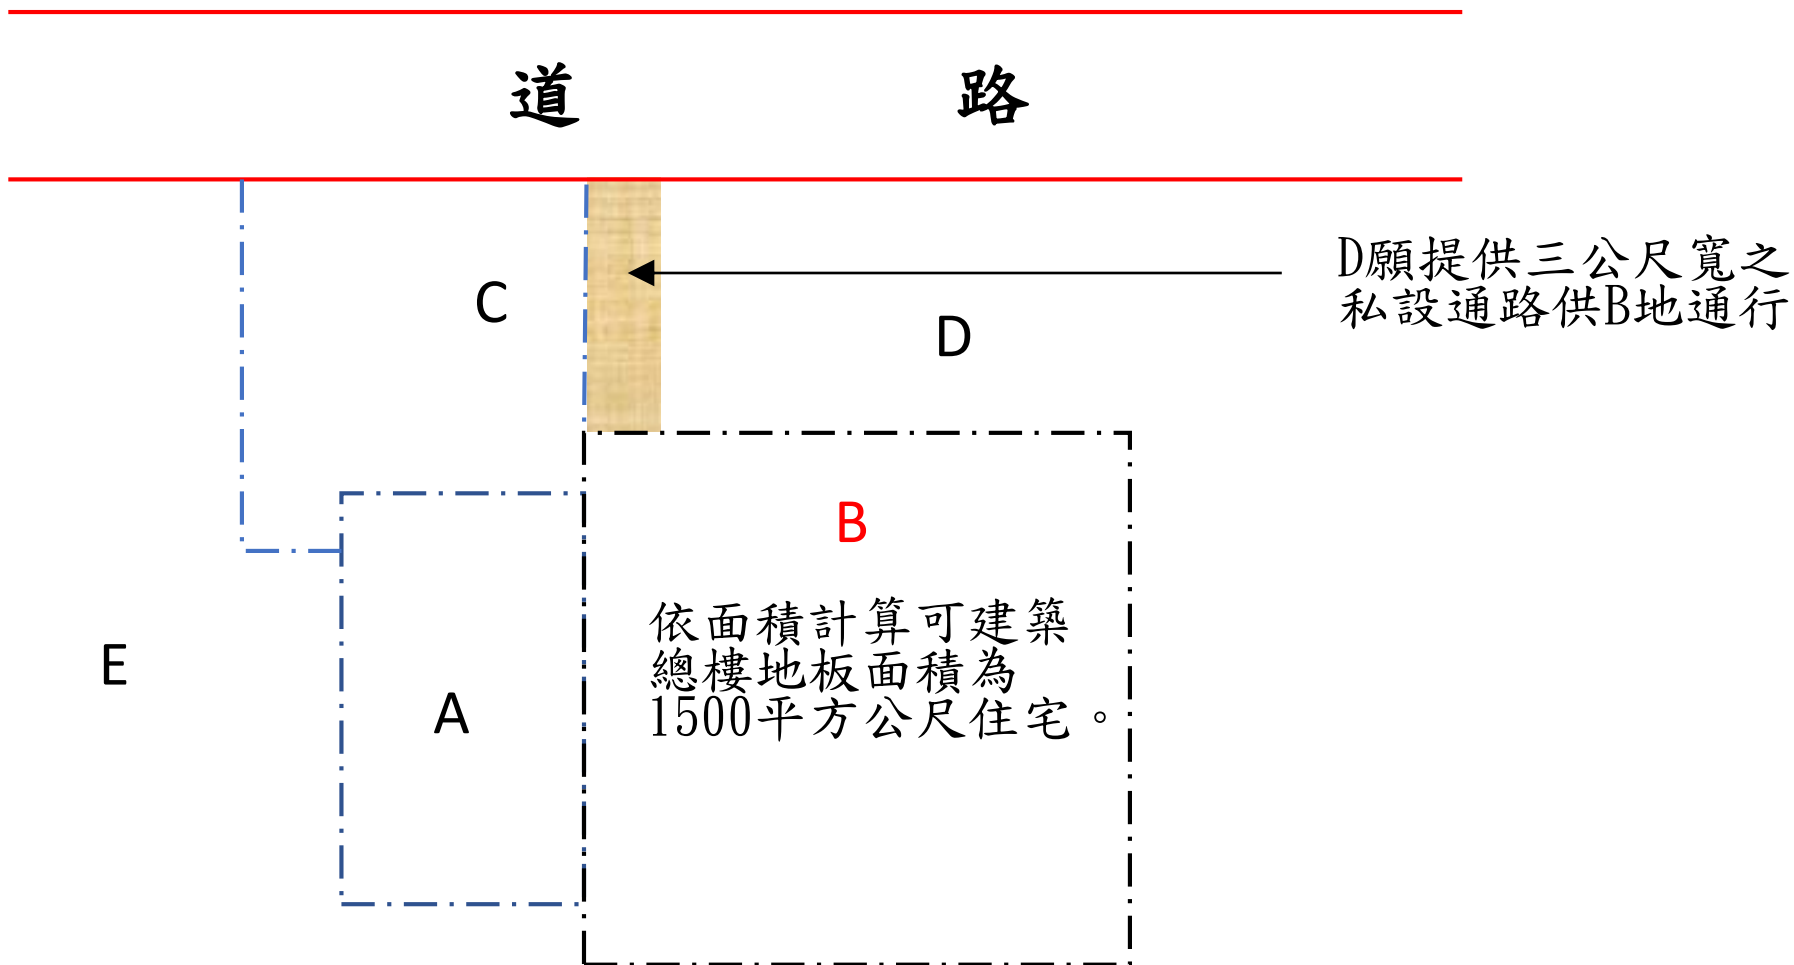 道 路
D願提供三公尺寬之
私設通路供B地通行
C
D
B
依面積計算可建築
總樓地板面積為
1500平方公尺住宅。
E
A